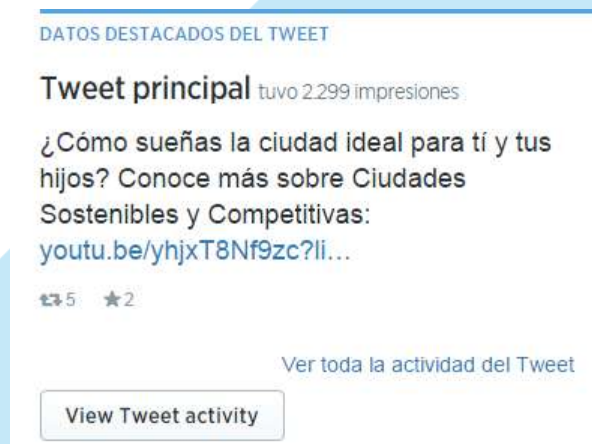 DATOS DESTACADOS DEL TWEET
Tweet principal tuvo 2.299 impresiones
¿Cómo sueñas la ciudad ideal para tí y tus
hijos? Conoce más sobre Ciudades
Sostenibles y Competitivas:
youtu.be/yhjxT8Nf9zc?li...
5 2
Ver toda la actividad del Tweet
View Tweet activity